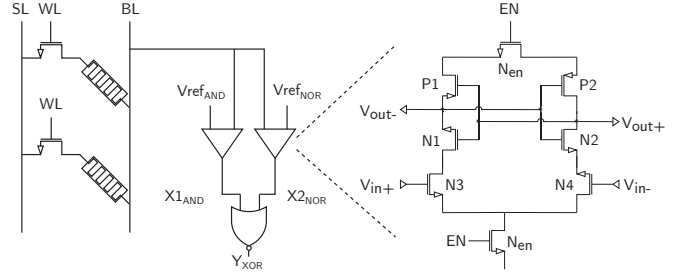 SL WL BL
WL
Vref_AND Vref_NOR
X1_AND X2_NOR
Y_XOR
EN
N_en
P1 P2
V_out- V_out+
N1 N2
V_in+ N3 N4 V_in-
EN N_en